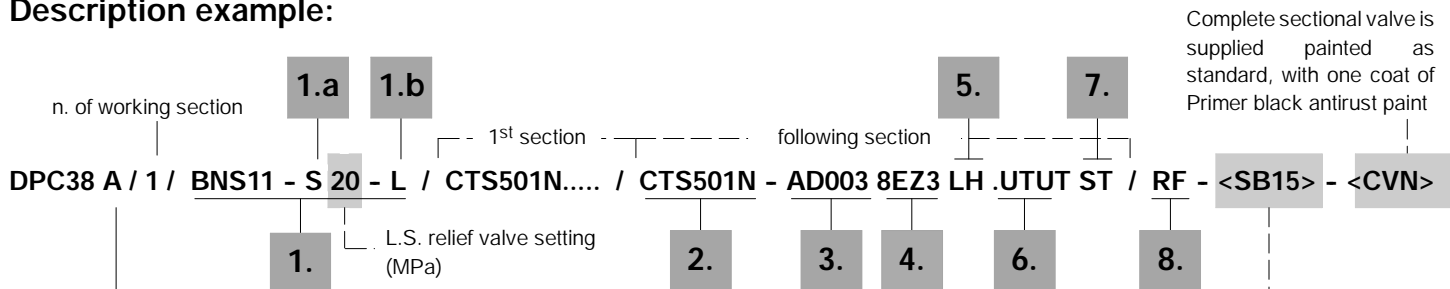 Description example:
Complete sectional valve is
supplied painted as
standard, with one coat of
Primer black antirust paint
n. of working section
1.a
1.b
5.
7.
1st section
following section
DPC38 A / 1 / BNS11 - S 20 - L / CTS501N..... / CTS501N - AD003 8EZ3 LH .UTUT ST / RF - <SB15> - <CVN>
L.S. relief valve setting
(MPa)
1.
2.
3.
4.
6.
8.